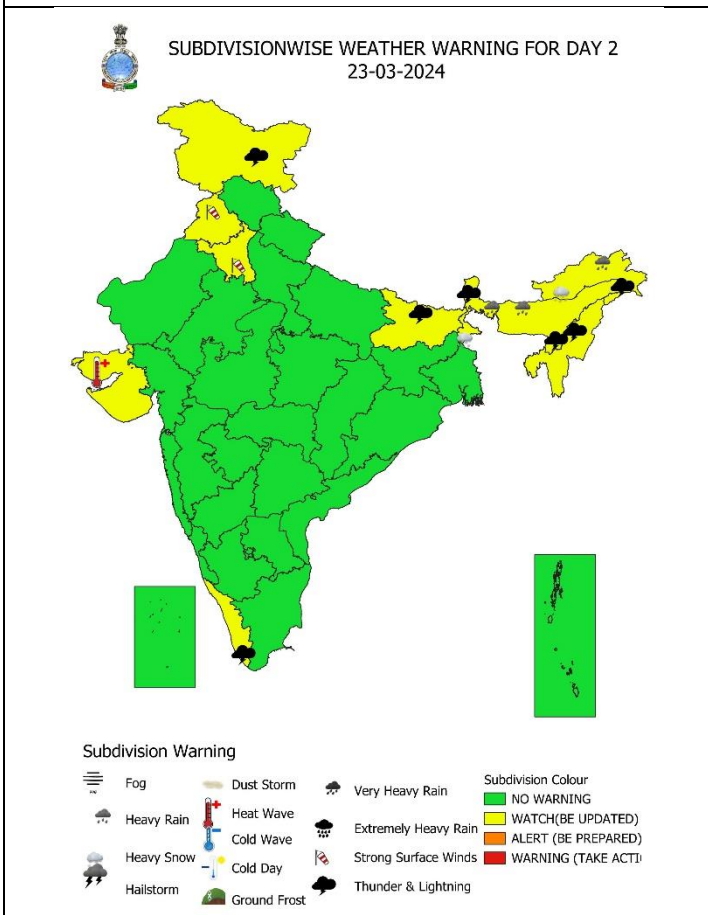 SUBDIVISIONWISE WEATHER WARNING FOR DAY 2
23-03-2024
Subdivision Warning
Fog
Heavy Rain
Heavy Snow
Hailstorm
Dust Storm
Heat Wave
Cold Wave
Cold Day
Ground Frost
Very Heavy Rain
Extremely Heavy Rain
Strong Surface Winds
Thunder & Lightning
Subdivision Colour
NO WARNING
WATCH(BE UPDATED)
ALERT (BE PREPARED)
WARNING (TAKE ACTI